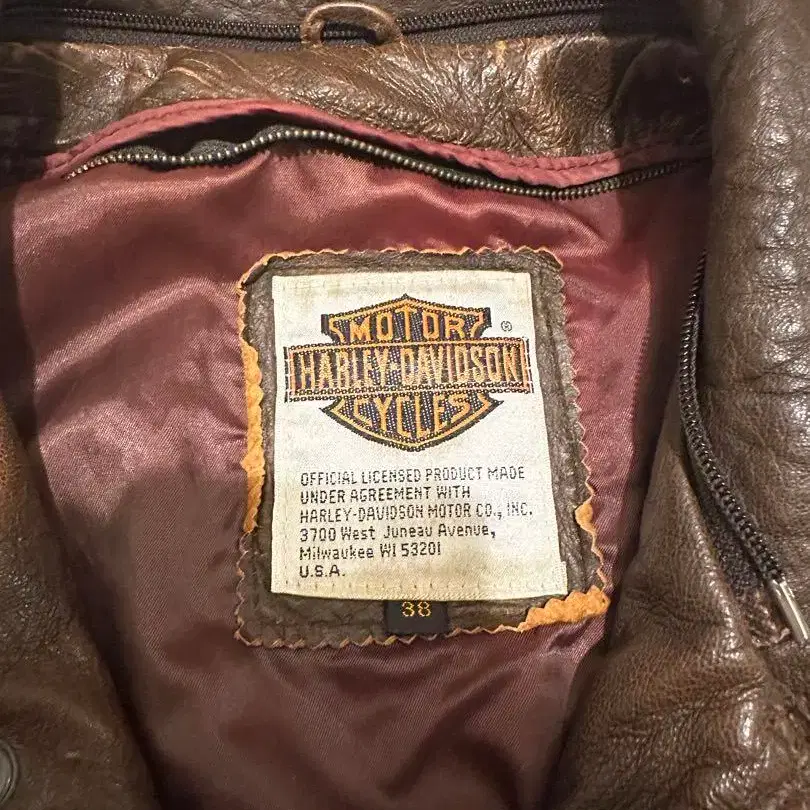 MOTOR
®
HARLEY-DAVIDSON
CYCLES
OFFICIAL LICENSED PRODUCT MADE
UNDER AGREEMENT WITH
HARLEY-DAVIDSON MOTOR CO., INC.
3700 West Juneau Avenue,
Milwaukee WI 53201
U.S.A.
38